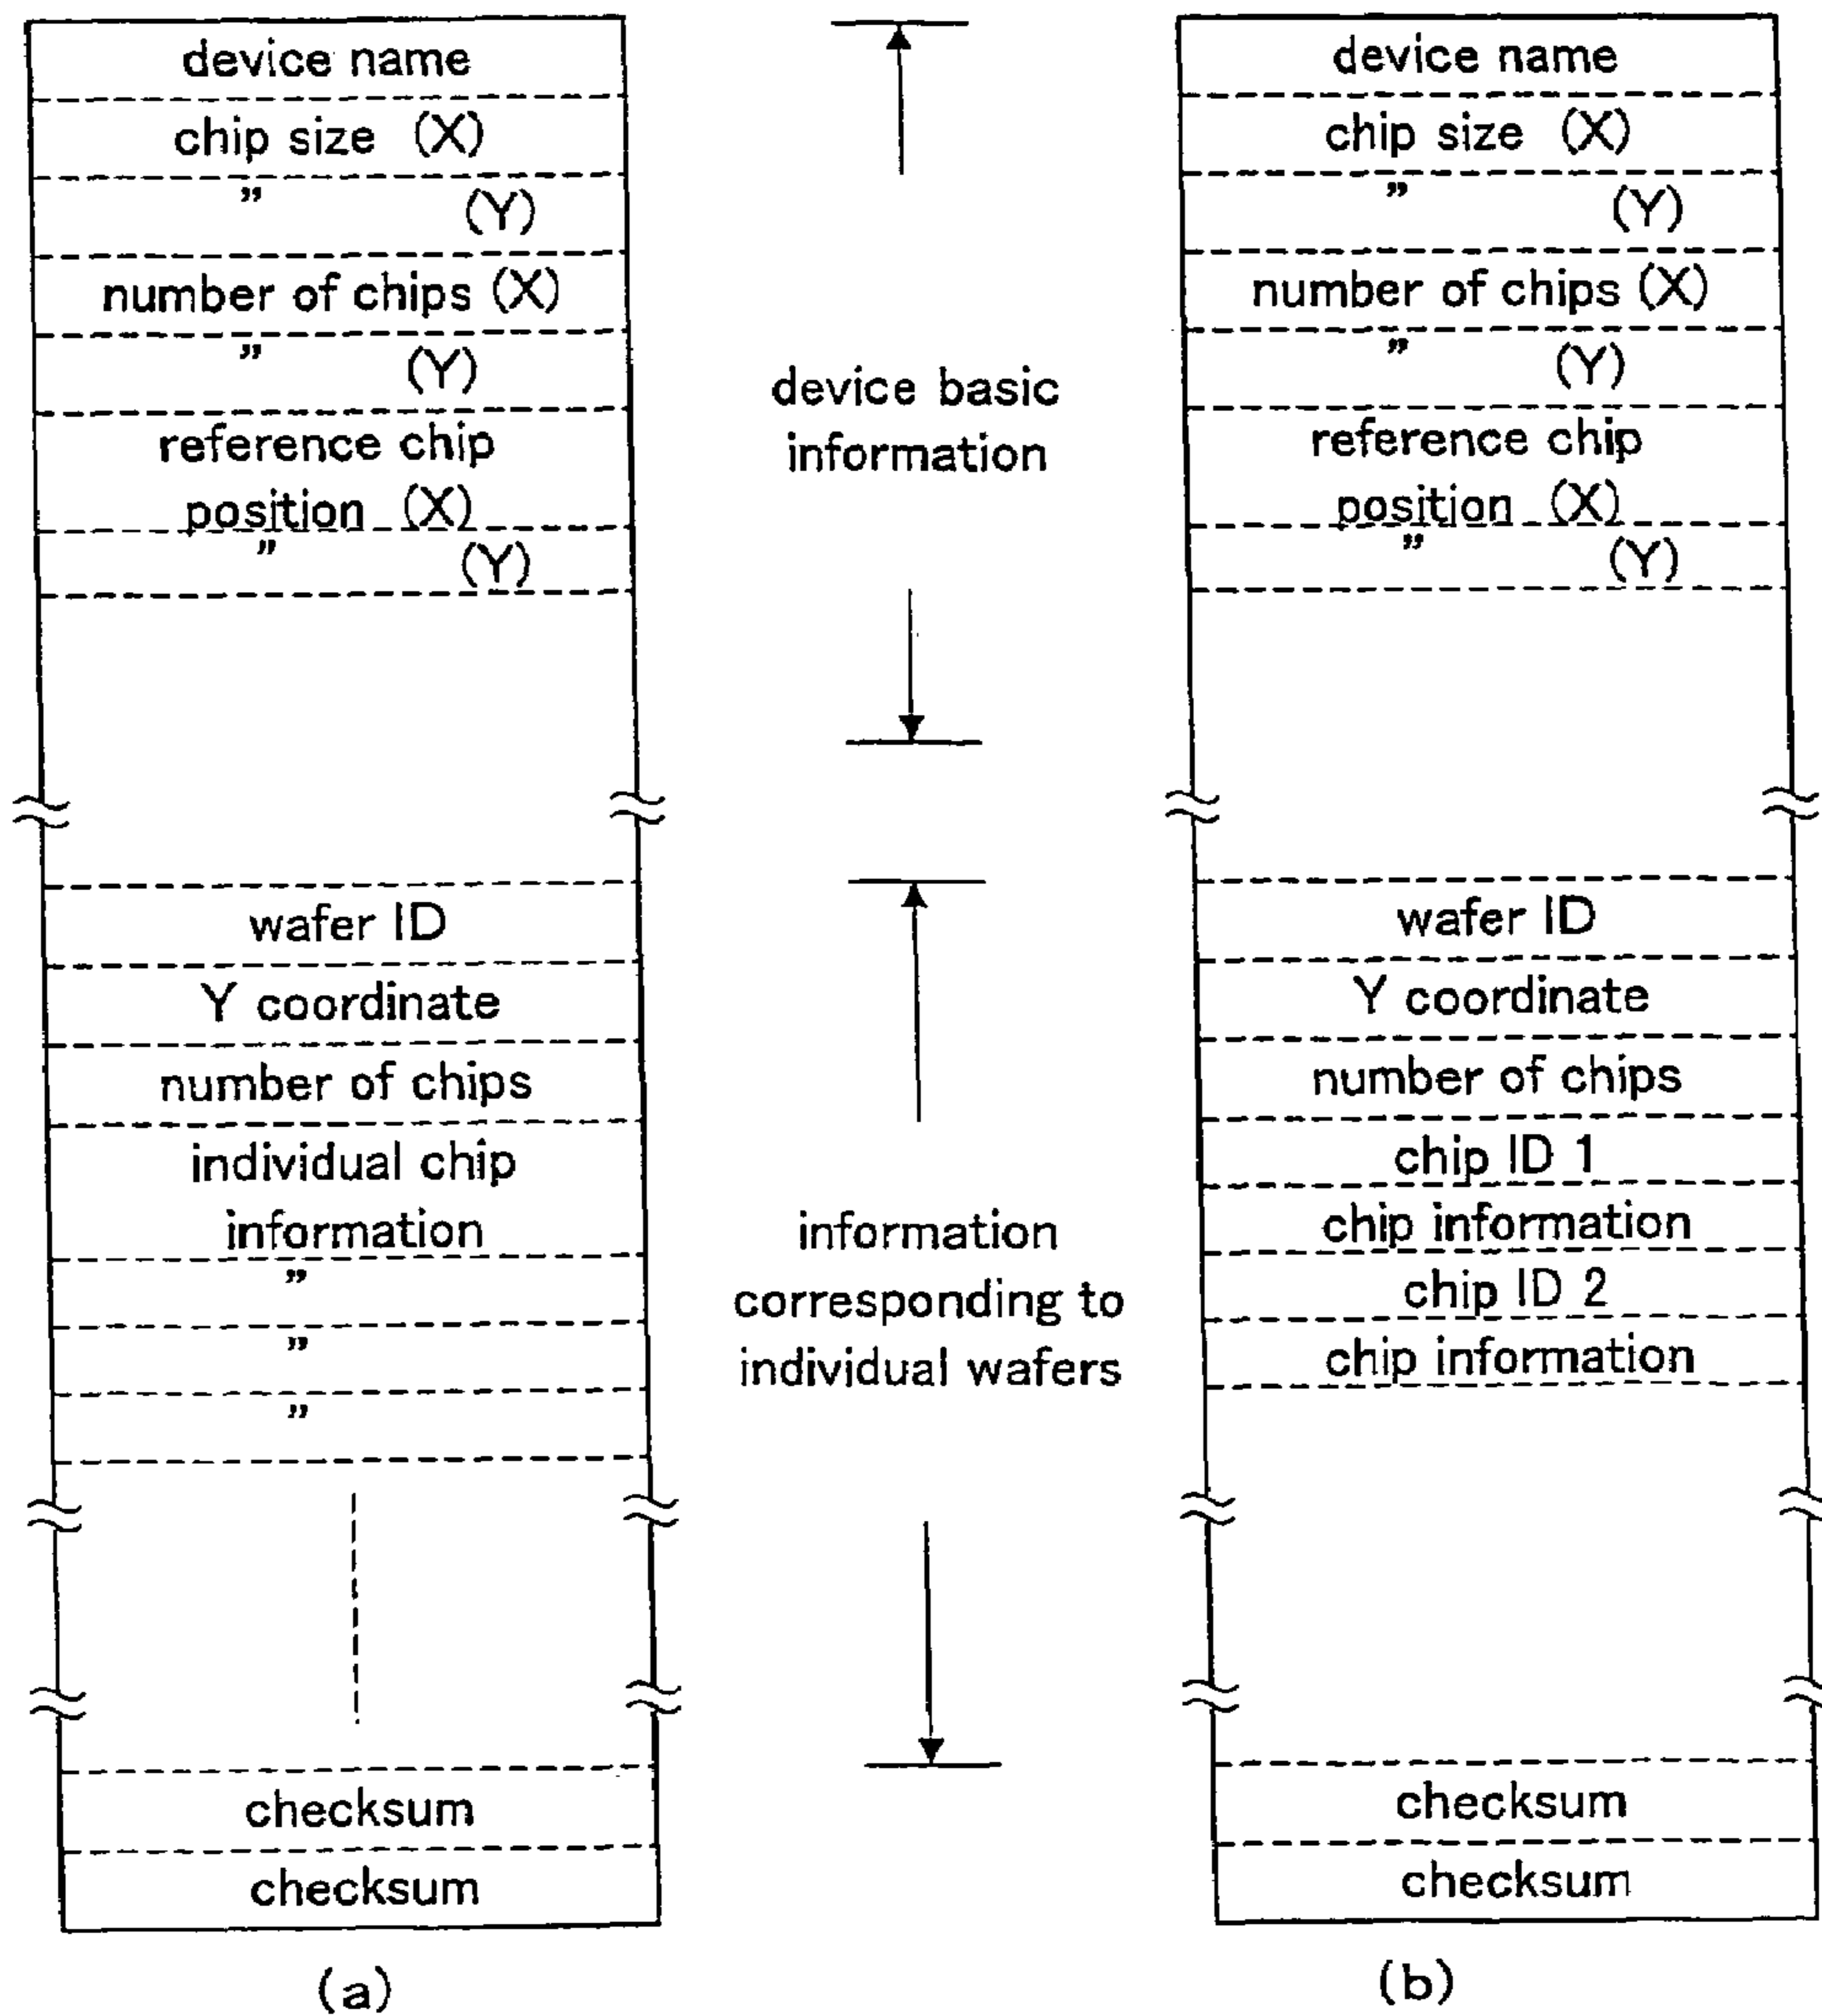 device name
chip size (X)
” (Y)
number of chips (X)
” (Y)
reference chip
position (X)
” (Y)
wafer ID
Y coordinate
number of chips
individual chip
information
”
”
”
checksum
checksum
(a)
device basic
information
information
corresponding to
individual wafers
device name
chip size (X)
” (Y)
number of chips (X)
” (Y)
reference chip
position (X)
” (Y)
wafer ID
Y coordinate
number of chips
chip ID 1
chip information
chip ID 2
chip information
checksum
checksum
(b)